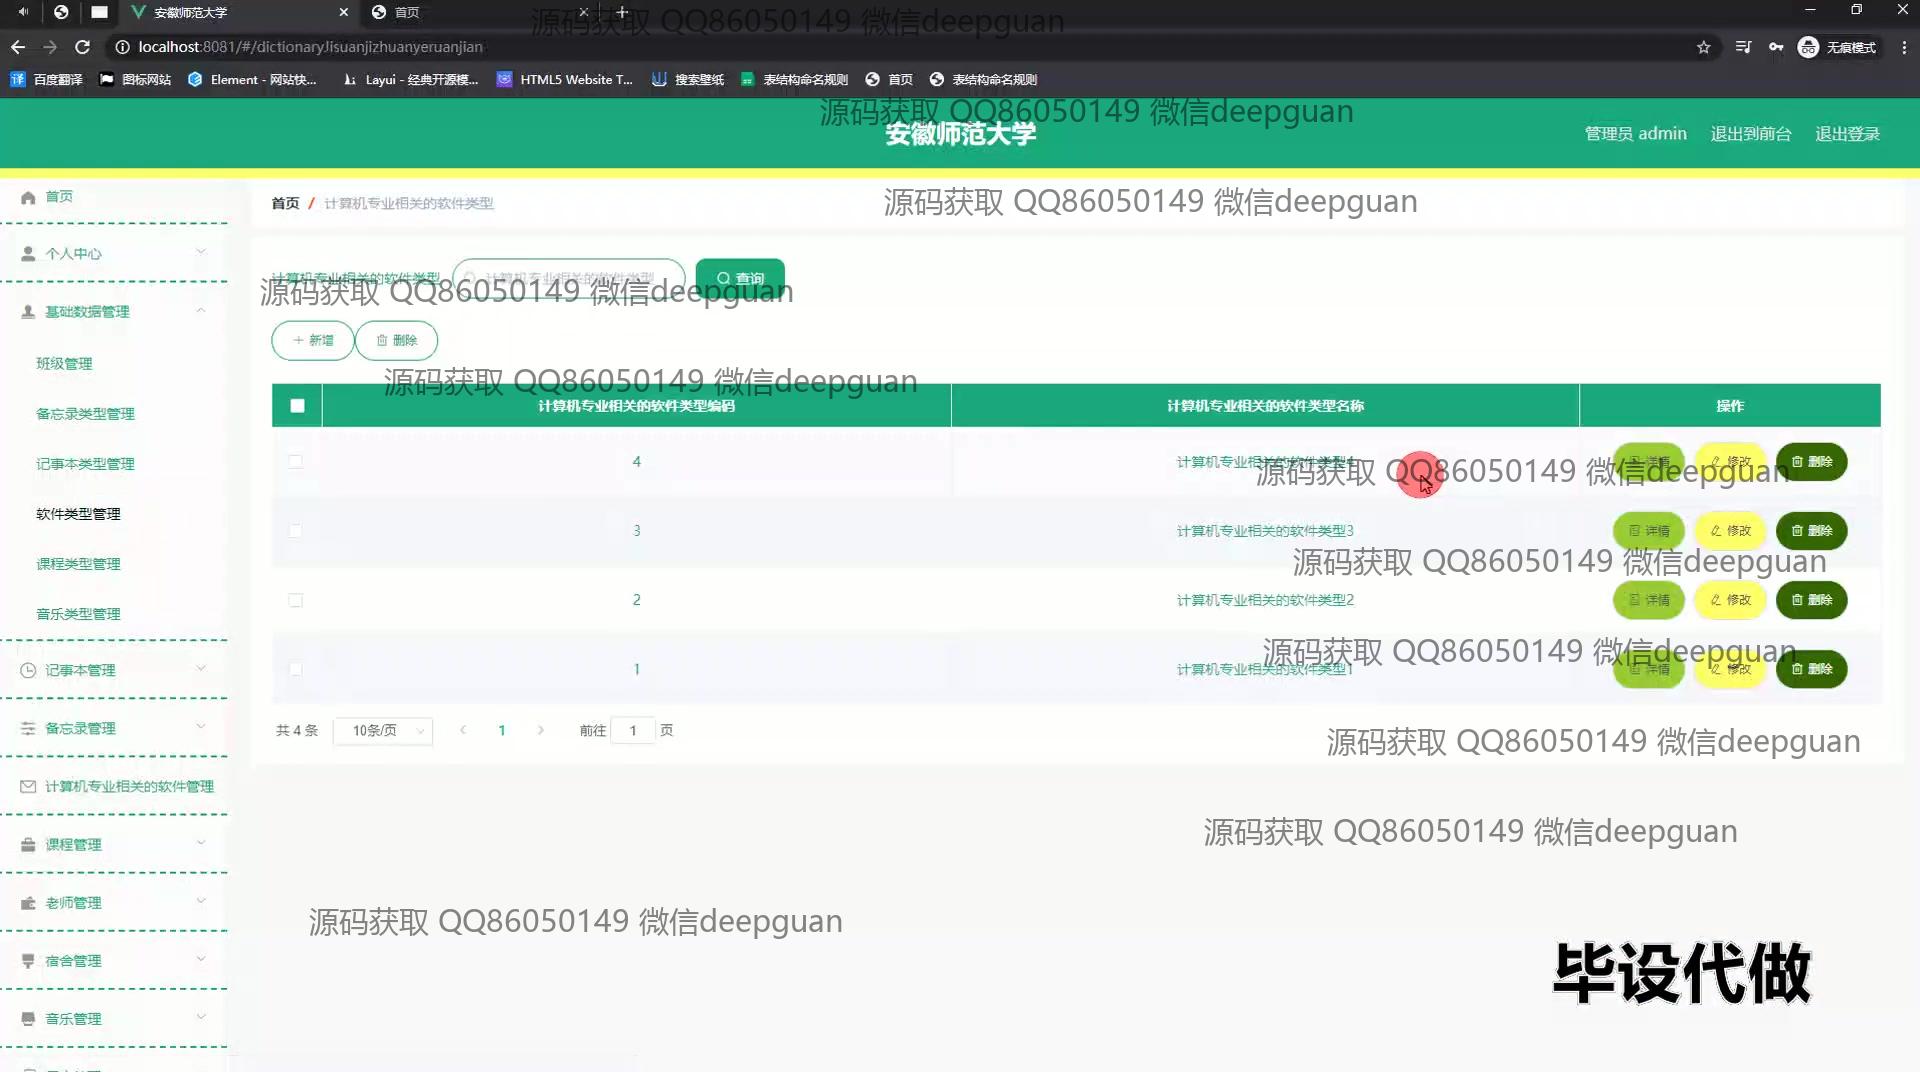 安徽师范大学
首页
源码获取 QQ86050149 微信deepguan
localhost:8081/#/dictionaryJisuanjizhuanyeruanjian
无痕模式
百度翻译
图标网站
Element - 网站快...
Layui - 经典开源模...
HTML5 Website T...
搜索壁纸
表结构命名规则
首页
表结构命名规则
源码获取 QQ86050149 微信deepguan
安徽师范大学
管理员 admin
退出到前台
退出登录
首页
首页 / 计算机专业相关的软件类型
源码获取 QQ86050149 微信deepguan
个人中心
计算机专业相关的软件类型
计算机专业相关的软件类型
查询
源码获取 QQ86050149 微信deepguan
基础数据管理
新增
删除
班级管理
源码获取 QQ86050149 微信deepguan
备忘录类型管理
计算机专业相关的软件类型编码
计算机专业相关的软件类型名称
操作
记事本类型管理
4
计算机专业相关的软件类型4
详情
修改
删除
源码获取 QQ86050149 微信deepguan
软件类型管理
3
计算机专业相关的软件类型3
详情
修改
删除
源码获取 QQ86050149 微信deepguan
课程类型管理
2
计算机专业相关的软件类型2
详情
修改
删除
音乐类型管理
源码获取 QQ86050149 微信deepguan
1
计算机专业相关的软件类型1
详情
修改
删除
记事本管理
共 4 条
10条/页
1
前往 1 页
备忘录管理
源码获取 QQ86050149 微信deepguan
计算机专业相关的软件管理
源码获取 QQ86050149 微信deepguan
课程管理
老师管理
源码获取 QQ86050149 微信deepguan
宿舍管理
毕设代做
音乐管理